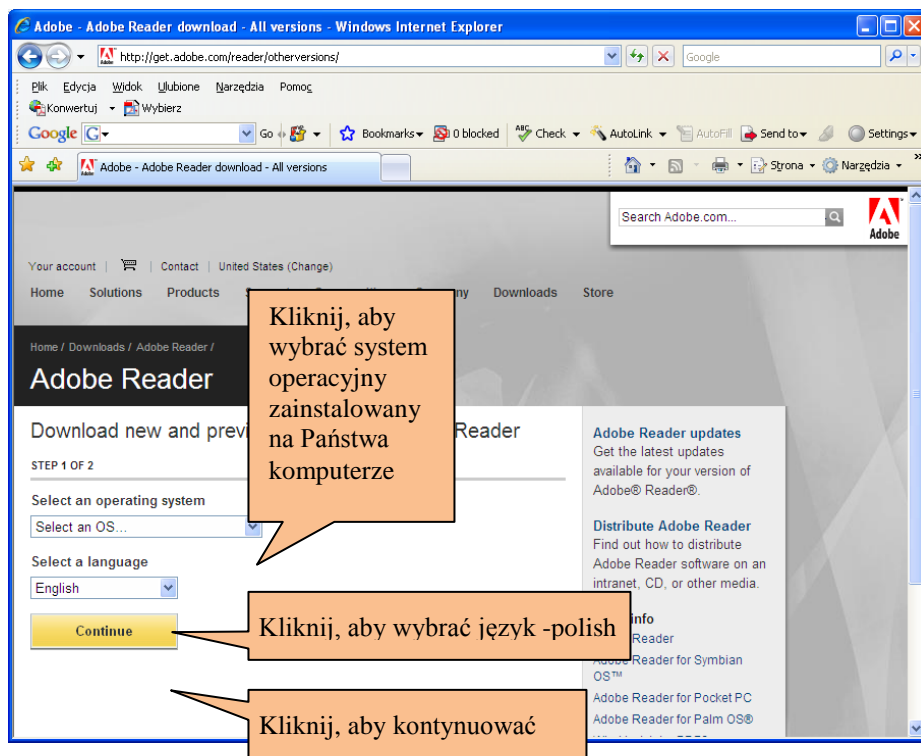 Adobe - Adobe Reader download - All versions - Windows Internet Explorer
http://get.adobe.com/reader/otherversions/
Google
Plik Edycja Widok Ulubione Narzędzia Pomoc
Konwertuj Wybierz
Google G Go Bookmarks 0 blocked Check AutoLink AutoFill Send to Settings
Adobe - Adobe Reader download - All versions
Strona Narzędzia »
Search Adobe.com...
Adobe
Your account | | Contact | United States (Change)
Home Solutions Products Downloads Store
Kliknij, aby
wybrać system
operacyjny
zainstalowany
na Państwa
komputerze
Home / Downloads / Adobe Reader /
Adobe Reader
Download new and Reader
STEP 1 OF 2
Select an operating system
Select an OS...
Select a language
English
Continue
Kliknij, aby wybrać język -polish
Kliknij, aby kontynuować
Adobe Reader updates
Get the latest updates
available for your version of
Adobe® Reader®.
Distribute Adobe Reader
Find out how to distribute
Adobe Reader software on an
intranet, CD, or other media.
info
Reader
Adobe Reader for Symbian
OS™
Adobe Reader for Pocket PC
Adobe Reader for Palm OS®